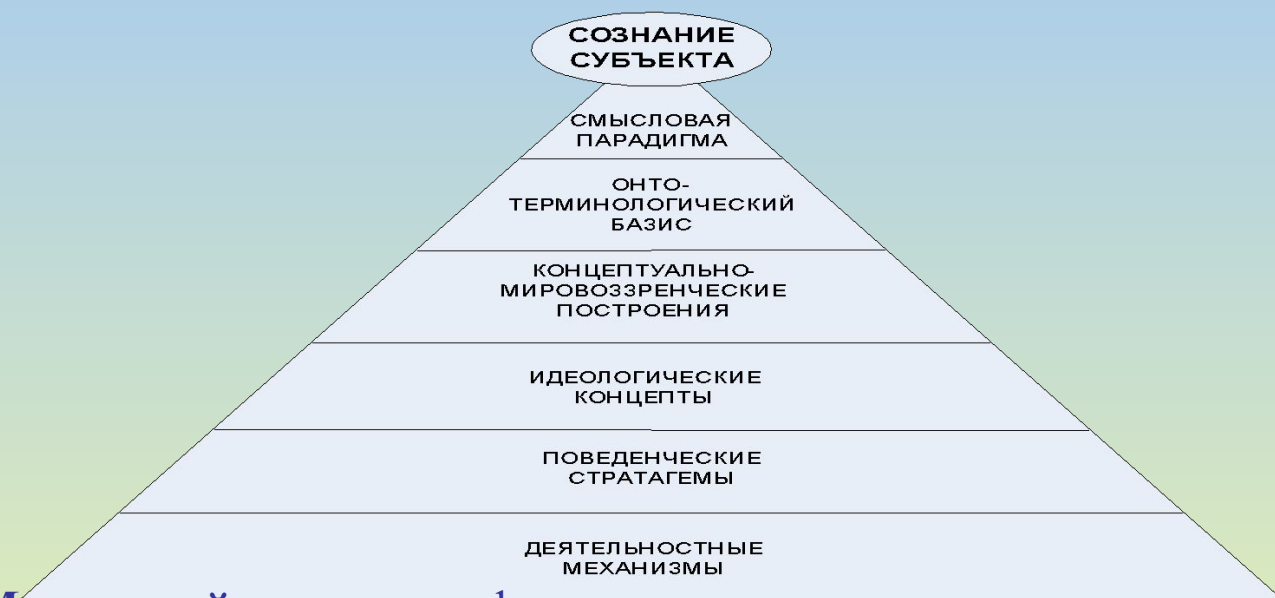 СОЗНАНИЕ
СУБЪЕКТА
СМЫСЛОВАЯ
ПАРАДИГМА
ОНТО-
ТЕРМИНОЛОГИЧЕСКИЙ
БАЗИС
КОНЦЕПТУАЛЬНО-
МИРОВОЗЗРЕНЧЕСКИЕ
ПОСТРОЕНИЯ
ИДЕОЛОГИЧЕСКИЕ
КОНЦЕПТЫ
ПОВЕДЕНЧЕСКИЕ
СТРАТАГЕМЫ
ДЕЯТЕЛЬНОСТНЫЕ
МЕХАНИЗМЫ